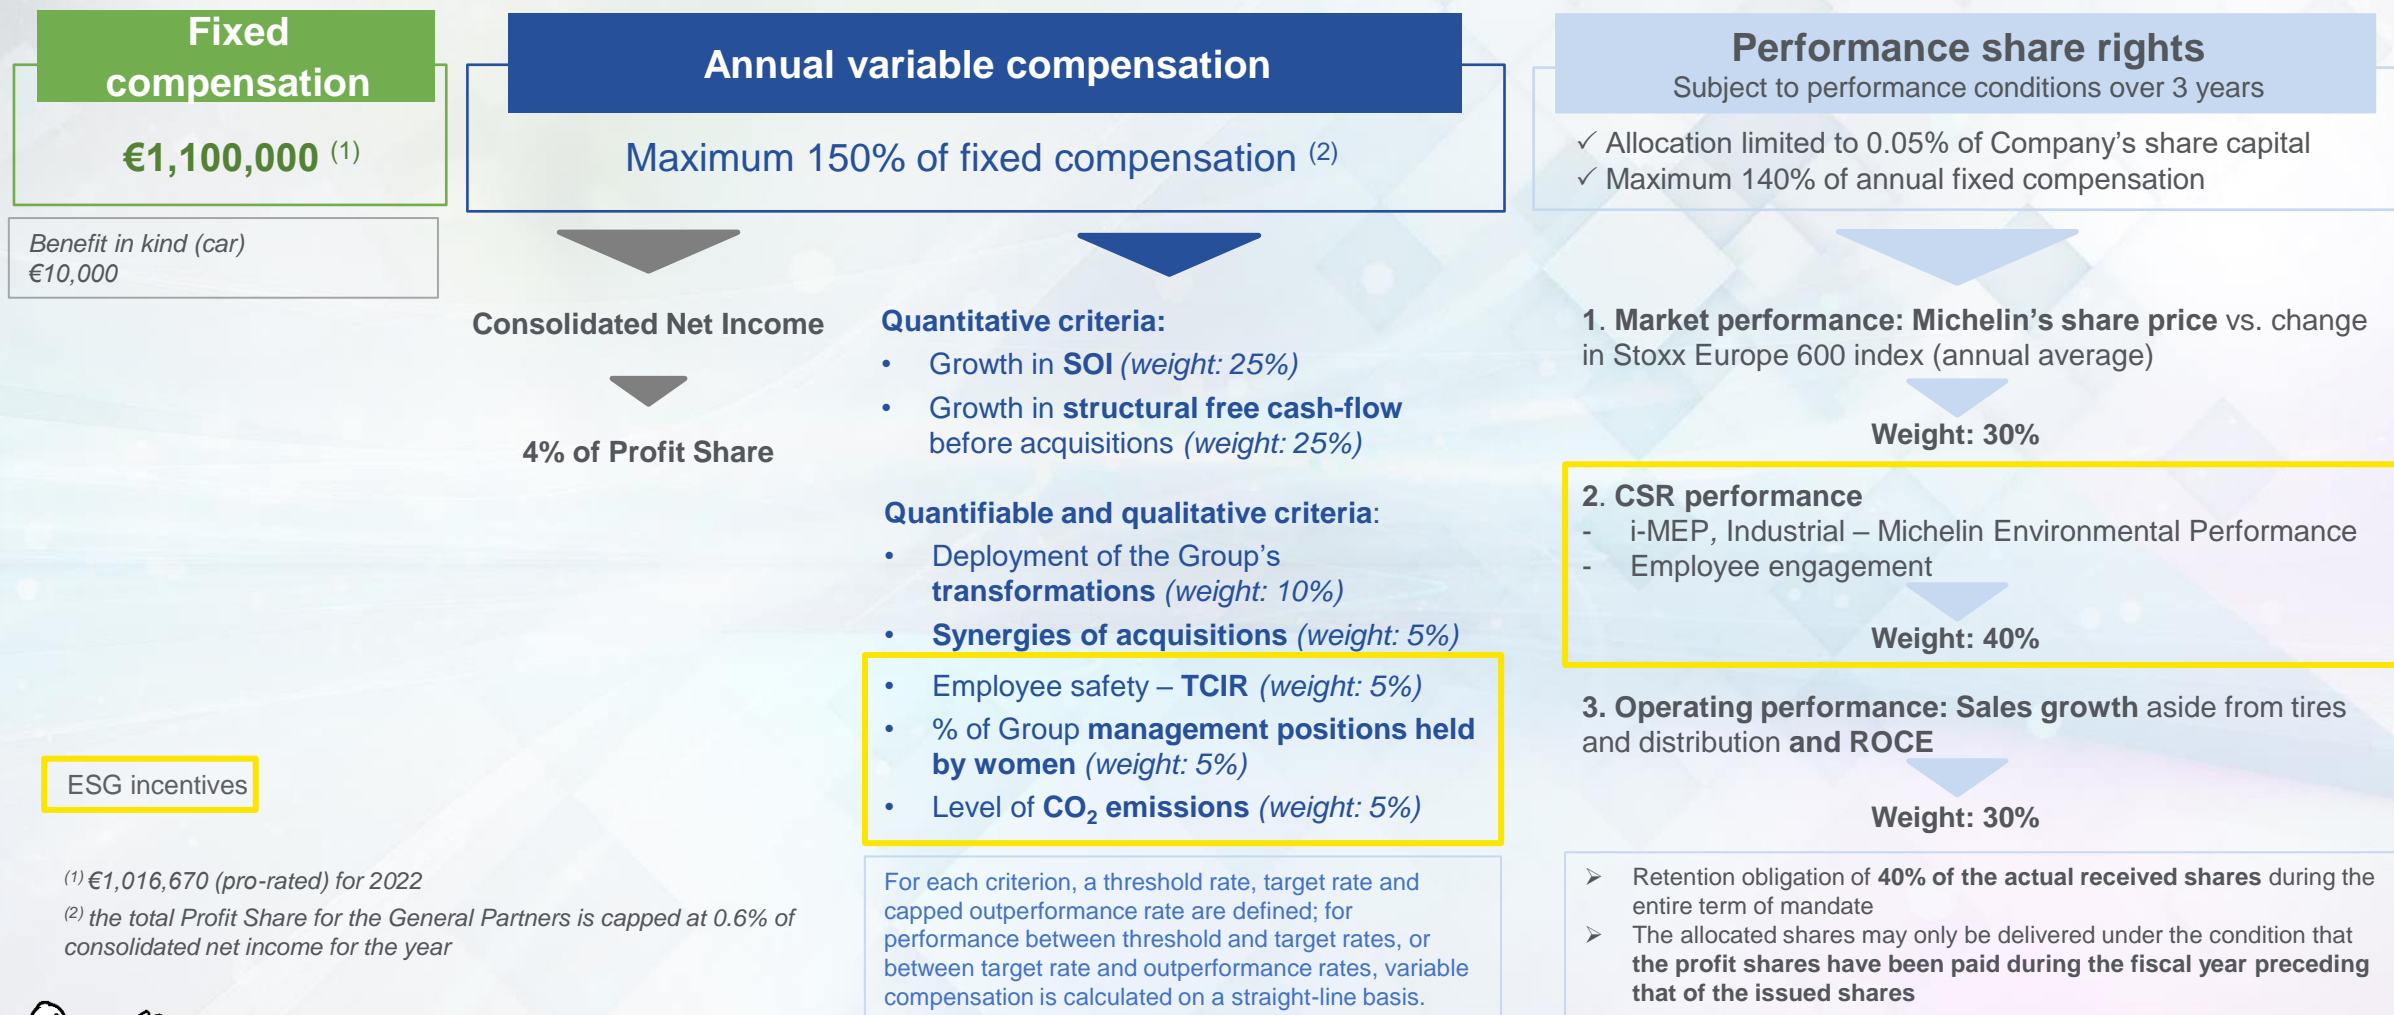 Fixed
compensation
€1,100,000 (1)
Benefit in kind (car)
€10,000
Annual variable compensation
Maximum 150% of fixed compensation (2)
Consolidated Net Income
4% of Profit Share
Quantitative criteria:
• Growth in SOI (weight: 25%)
• Growth in structural free cash-flow
before acquisitions (weight: 25%)
Quantifiable and qualitative criteria:
• Deployment of the Group's
transformations (weight: 10%)
• Synergies of acquisitions (weight: 5%)
• Employee safety – TCIR (weight: 5%)
• % of Group management positions held
by women (weight: 5%)
• Level of CO₂ emissions (weight: 5%)
For each criterion, a threshold rate, target rate and
capped outperformance rate are defined; for
performance between threshold and target rates, or
between target rate and outperformance rates, variable
compensation is calculated on a straight-line basis.
Performance share rights
Subject to performance conditions over 3 years
✓ Allocation limited to 0.05% of Company's share capital
✓ Maximum 140% of annual fixed compensation
1. Market performance: Michelin's share price vs. change
in Stoxx Europe 600 index (annual average)
Weight: 30%
2. CSR performance
- i-MEP, Industrial – Michelin Environmental Performance
- Employee engagement
Weight: 40%
3. Operating performance: Sales growth aside from tires
and distribution and ROCE
Weight: 30%
➢ Retention obligation of 40% of the actual received shares during the
entire term of mandate
➢ The allocated shares may only be delivered under the condition that
the profit shares have been paid during the fiscal year preceding
that of the issued shares
ESG incentives
(1) €1,016,670 (pro-rated) for 2022
(2) the total Profit Share for the General Partners is capped at 0.6% of
consolidated net income for the year